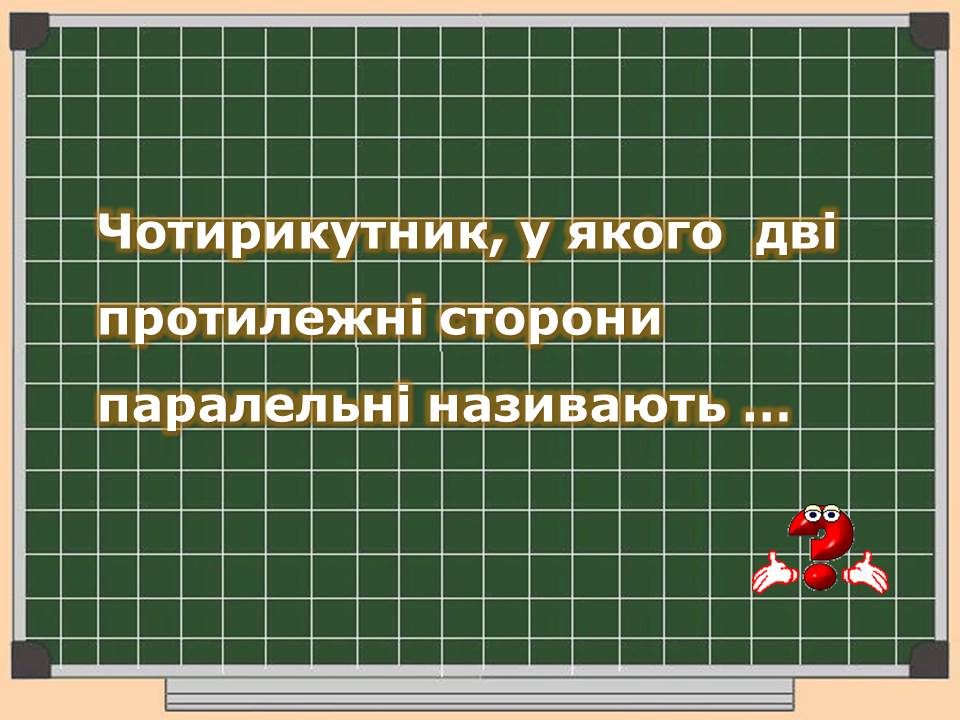 Чотирикутник, у якого дві
протилежні сторони
паралельні називають ...